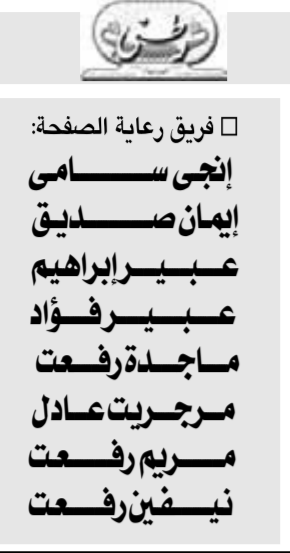 وطنى
□ فريق رعاية الصفحة:
إنجى سامى
إيمان صديق
عبير إبراهيم
عبير فؤاد
ماجدة رفعت
مرجريت عادل
مريم رفعت
نيفين رفعت